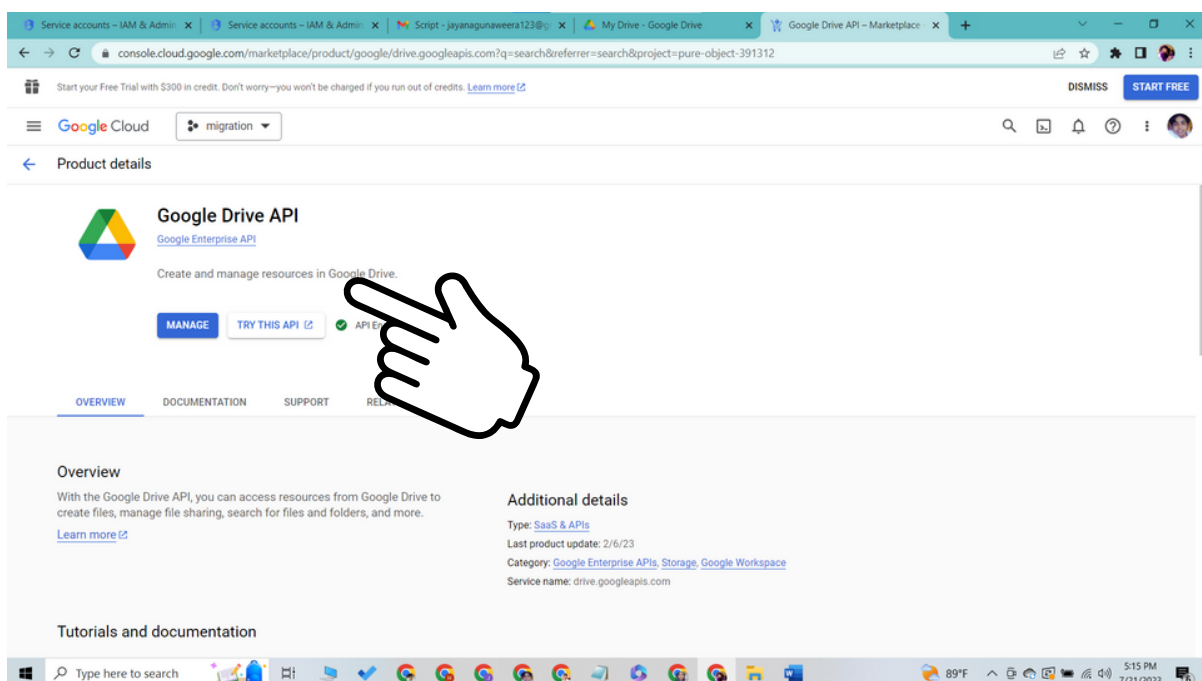 Service accounts – IAM & Admin
Service accounts – IAM & Admin
Script - jayanagunaweera123@g
My Drive - Google Drive
Google Drive API – Marketplace
console.cloud.google.com/marketplace/product/google/drive.googleapis.com?q=search&referrer=search&project=pure-object-391312
Start your Free Trial with $300 in credit. Don't worry—you won't be charged if you run out of credits. Learn more
DISMISS
START FREE
Google Cloud
migration
Product details
Google Drive API
Google Enterprise API
Create and manage resources in Google Drive.
MANAGE
TRY THIS API
API
OVERVIEW
DOCUMENTATION
SUPPORT
Overview
With the Google Drive API, you can access resources from Google Drive to
create files, manage file sharing, search for files and folders, and more.
Learn more
Additional details
Type: SaaS & APIs
Last product update: 2/6/23
Category: Google Enterprise APIs, Storage, Google Workspace
Service name: drive.googleapis.com
Tutorials and documentation
Type here to search
89°F
5:15 PM
7/21/2023